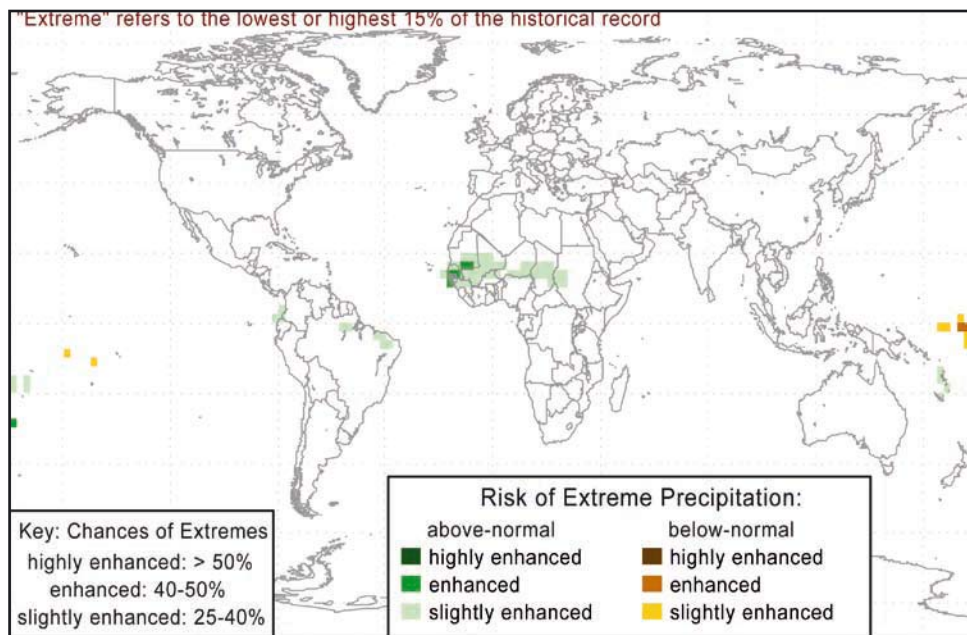 "Extreme" refers to the lowest or highest 15% of the historical record
Key: Chances of Extremes
highly enhanced: > 50%
enhanced: 40-50%
slightly enhanced: 25-40%
Risk of Extreme Precipitation:
above-normal below-normal
highly enhanced highly enhanced
enhanced enhanced
slightly enhanced slightly enhanced